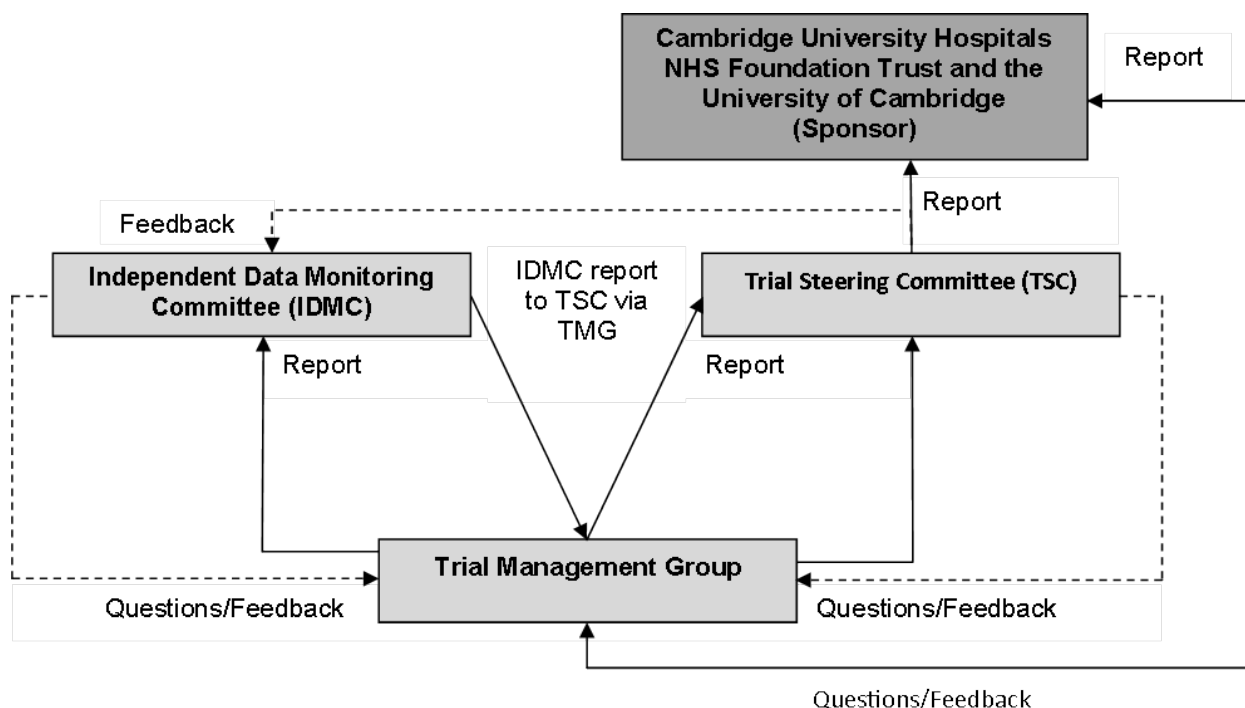 Cambridge University Hospitals
NHS Foundation Trust and the
University of Cambridge
(Sponsor)
Report
Report
Feedback
Independent Data Monitoring
Committee (IDMC)
IDMC report
to TSC via
TMG
Trial Steering Committee (TSC)
Report
Report
Trial Management Group
Questions/Feedback
Questions/Feedback
Questions/Feedback